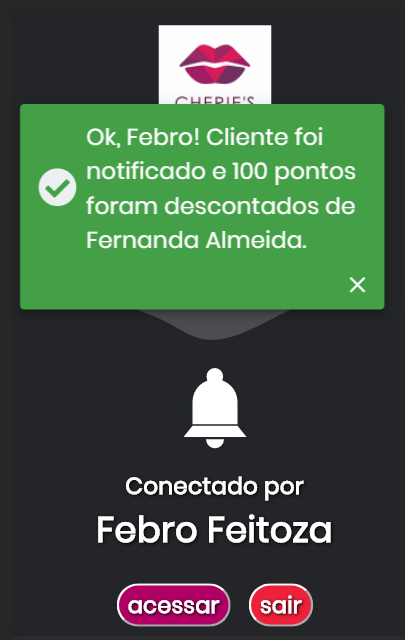 CHERIE'S
Ok, Febro! Cliente foi
notificado e 100 pontos
foram descontados de
Fernanda Almeida.
Conectado por
Febro Feitoza
acessar sair